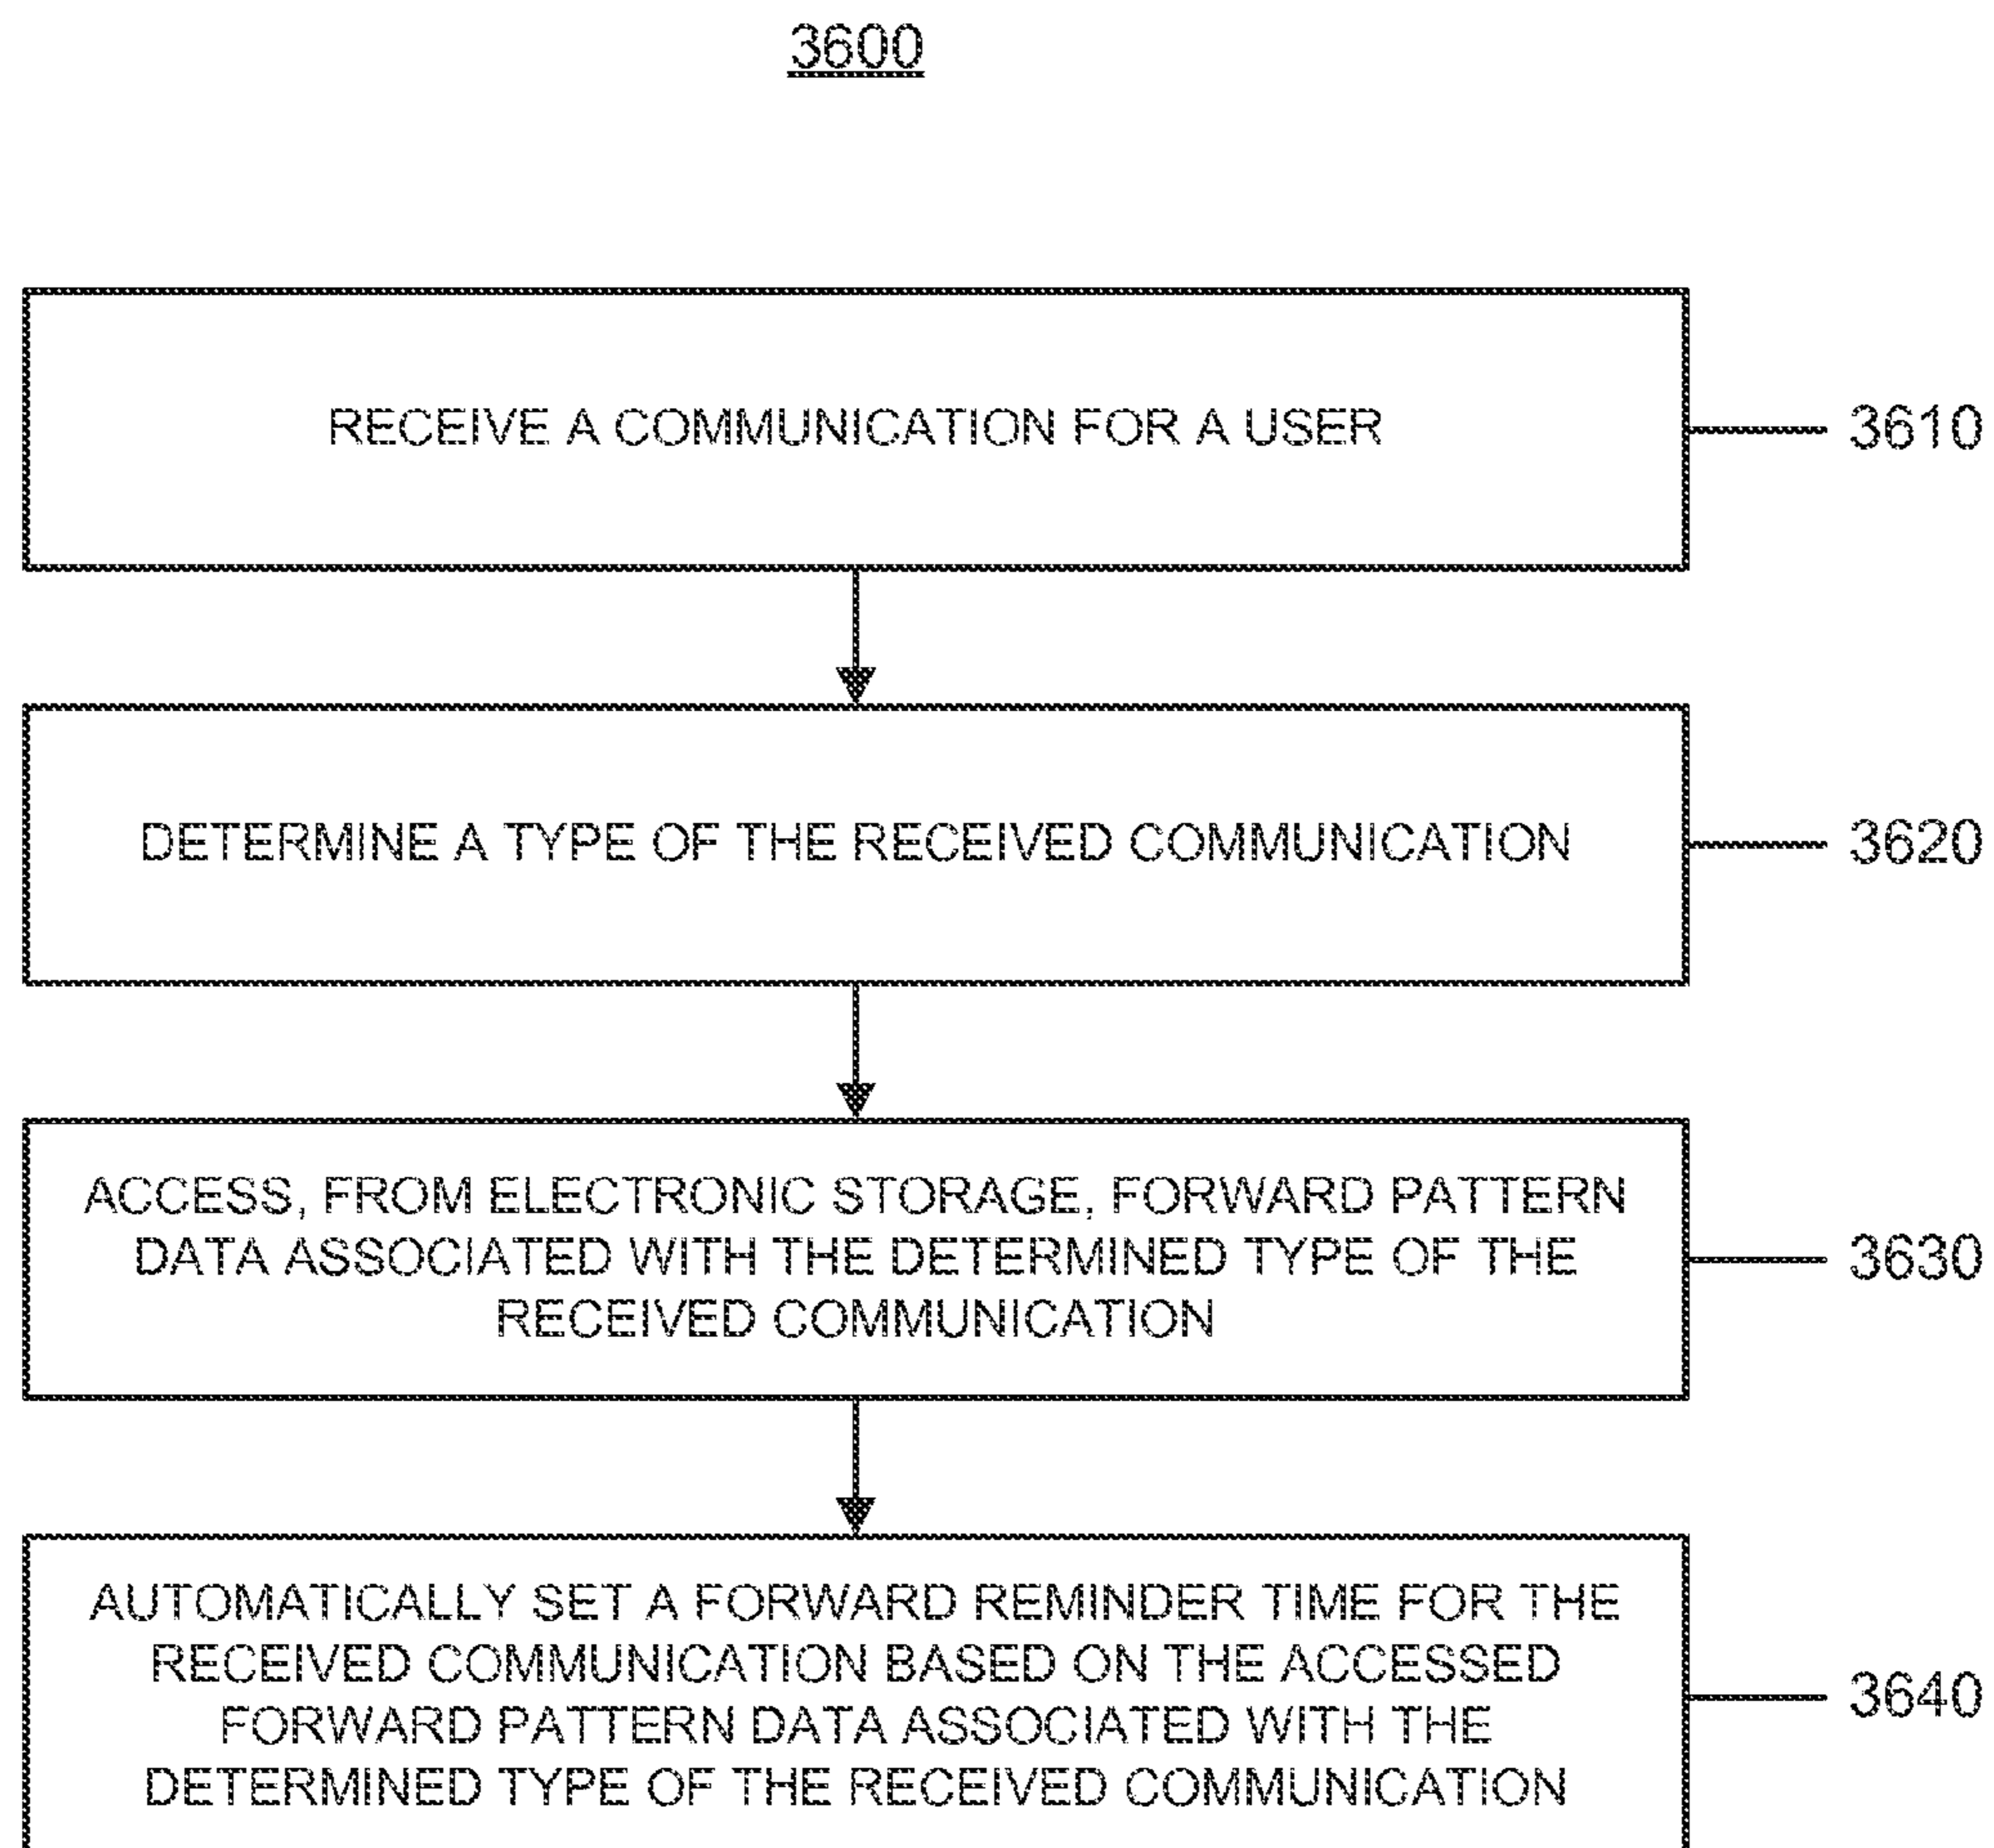 3600
RECEIVE A COMMUNICATION FOR A USER
3610
DETERMINE A TYPE OF THE RECEIVED COMMUNICATION
3620
ACCESS, FROM ELECTRONIC STORAGE, FORWARD PATTERN
DATA ASSOCIATED WITH THE DETERMINED TYPE OF THE
RECEIVED COMMUNICATION
3630
AUTOMATICALLY SET A FORWARD REMINDER TIME FOR THE
RECEIVED COMMUNICATION BASED ON THE ACCESSED
FORWARD PATTERN DATA ASSOCIATED WITH THE
DETERMINED TYPE OF THE RECEIVED COMMUNICATION
3640